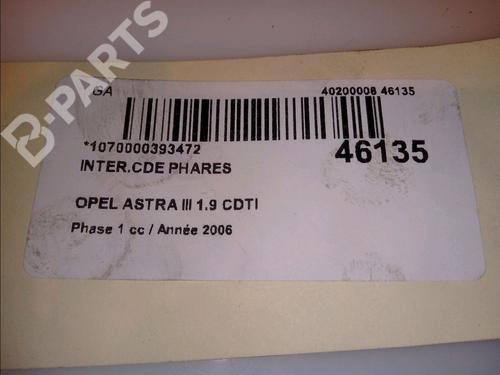 GA 40200008 46135
*1070000393472 46135
INTER.CDE PHARES
OPEL ASTRA III 1.9 CDTI
Phase 1 cc / Année 2006
B-PARTS